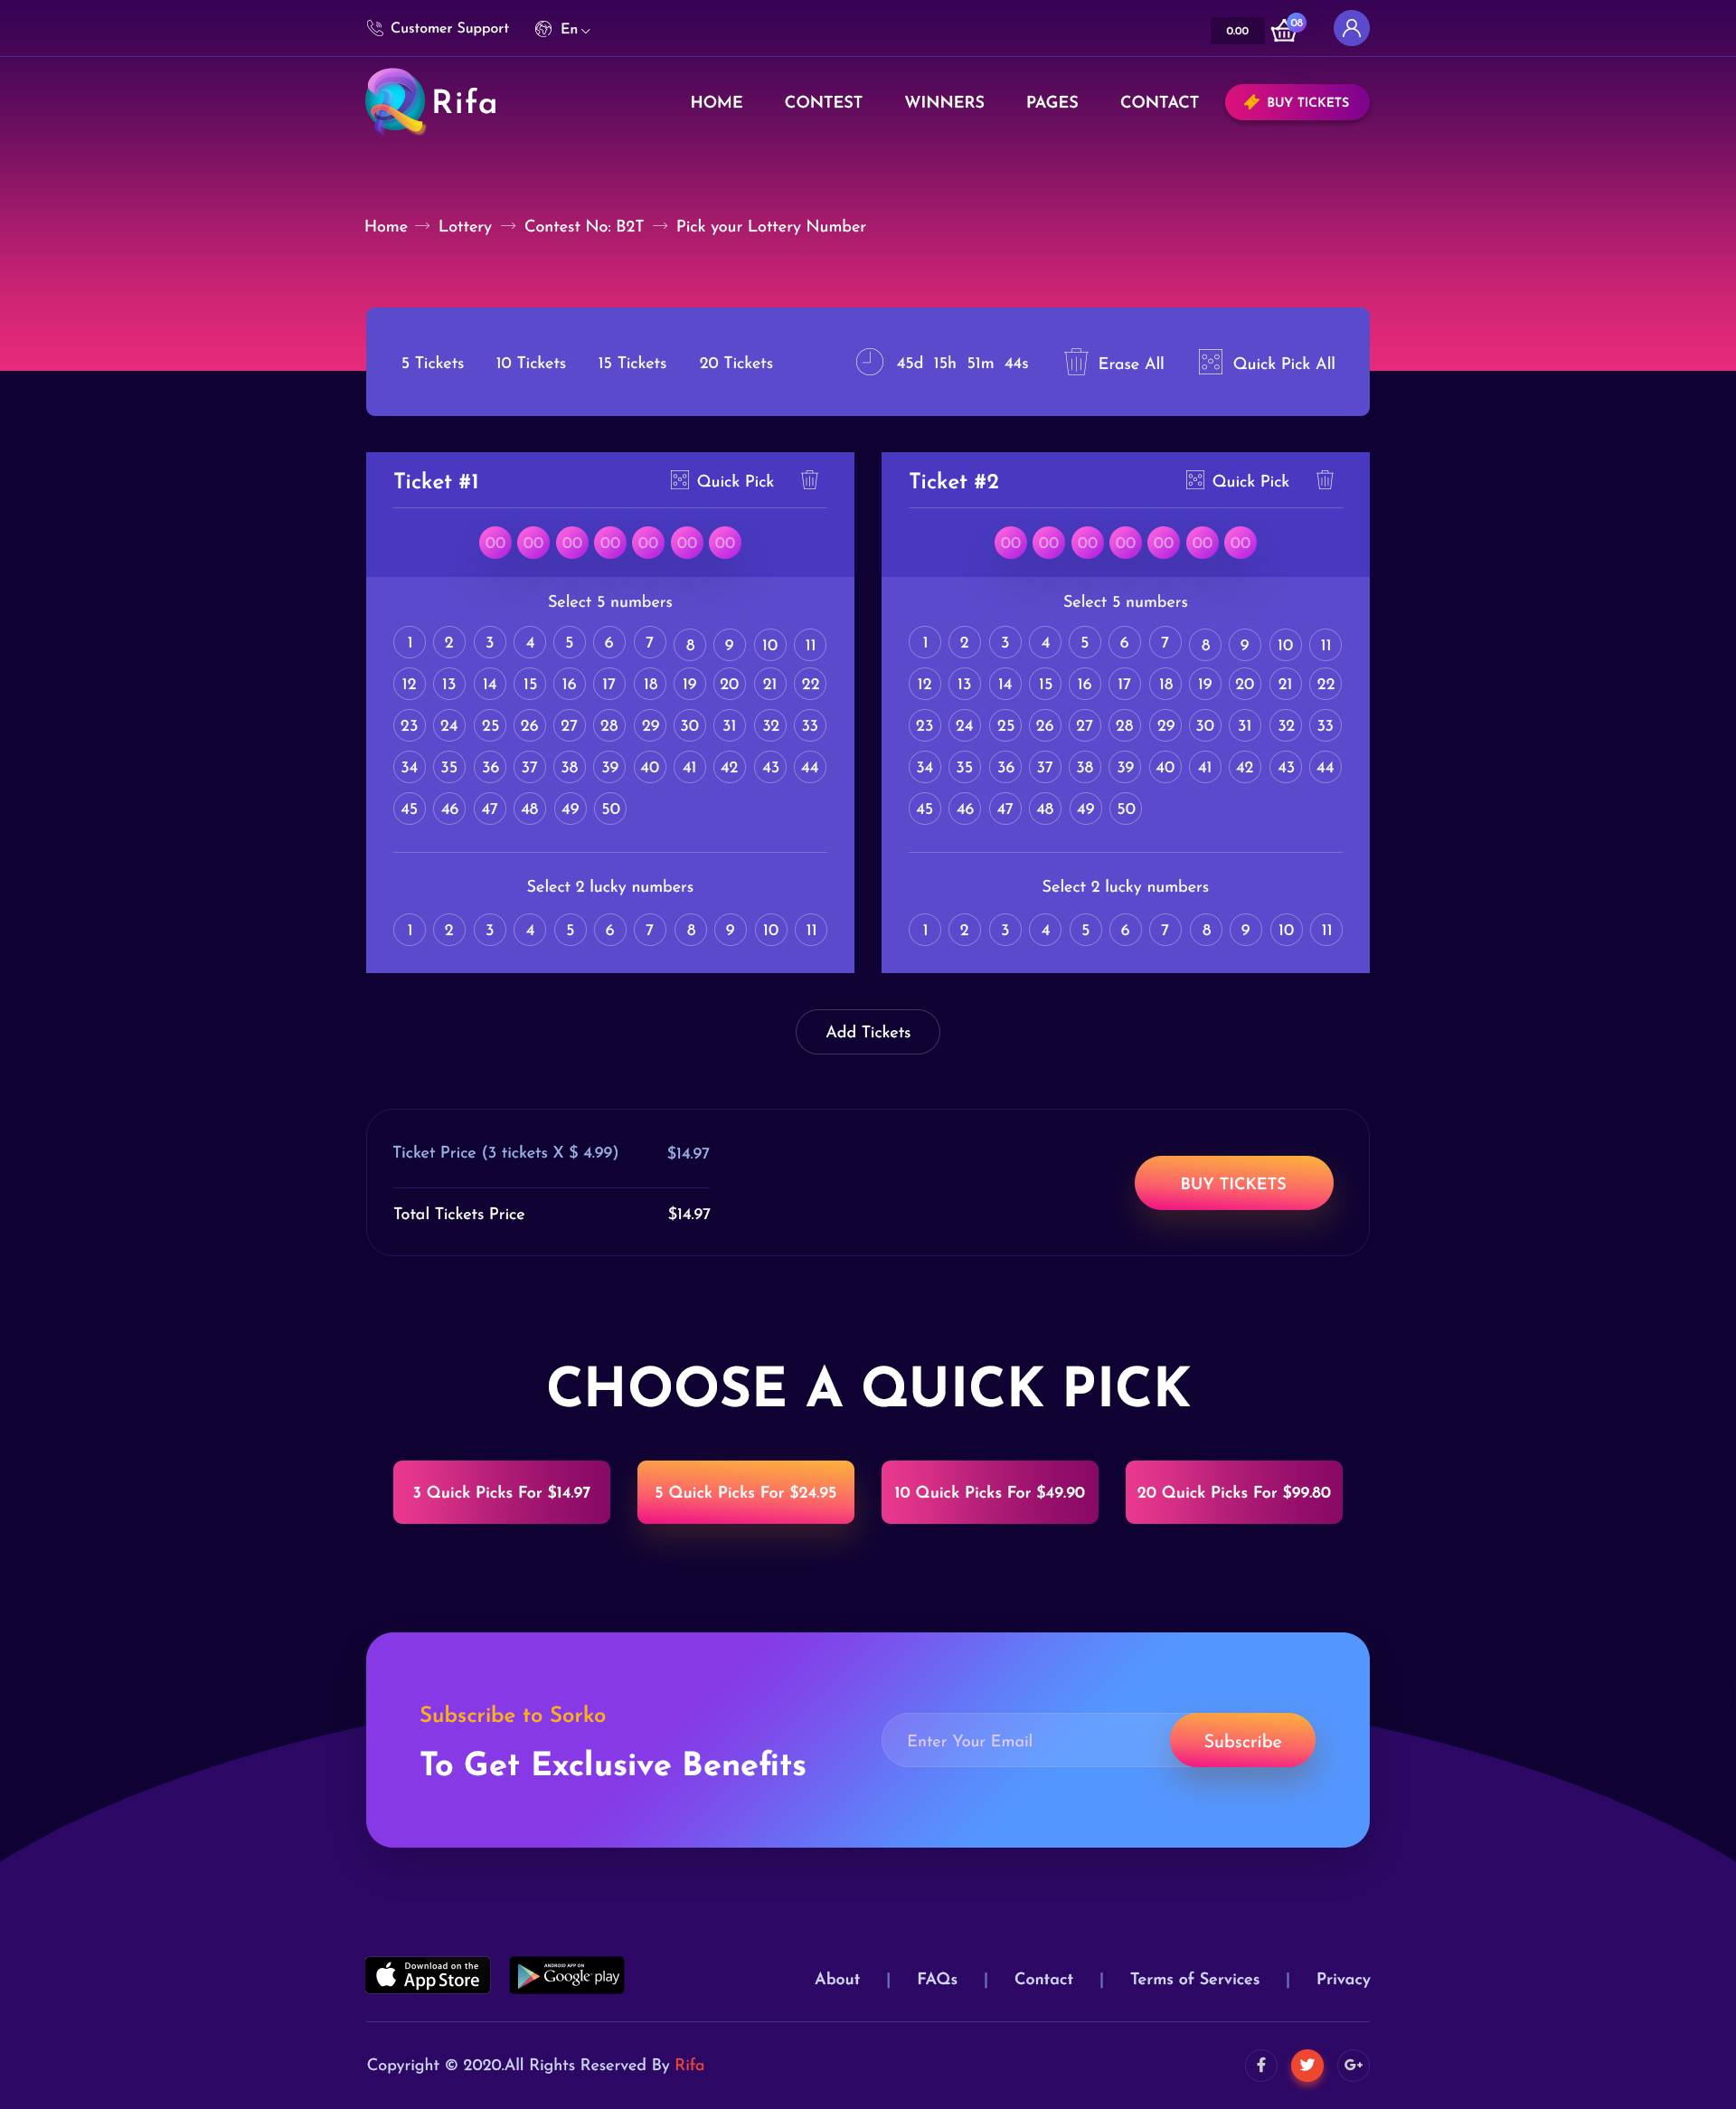 Customer Support En 0.00 08
Rifa HOME CONTEST WINNERS PAGES CONTACT BUY TICKETS
Home → Lottery → Contest No: B2T → Pick your Lottery Number
5 Tickets 10 Tickets 15 Tickets 20 Tickets 45d 15h 51m 44s Erase All Quick Pick All
Ticket #1 Quick Pick
00 00 00 00 00 00 00
Select 5 numbers
1 2 3 4 5 6 7 8 9 10 11
12 13 14 15 16 17 18 19 20 21 22
23 24 25 26 27 28 29 30 31 32 33
34 35 36 37 38 39 40 41 42 43 44
45 46 47 48 49 50
Select 2 lucky numbers
1 2 3 4 5 6 7 8 9 10 11
Ticket #2 Quick Pick
00 00 00 00 00 00 00
Select 5 numbers
1 2 3 4 5 6 7 8 9 10 11
12 13 14 15 16 17 18 19 20 21 22
23 24 25 26 27 28 29 30 31 32 33
34 35 36 37 38 39 40 41 42 43 44
45 46 47 48 49 50
Select 2 lucky numbers
1 2 3 4 5 6 7 8 9 10 11
Add Tickets
Ticket Price (3 tickets X $ 4.99) $14.97
Total Tickets Price $14.97
BUY TICKETS
CHOOSE A QUICK PICK
3 Quick Picks For $14.97 5 Quick Picks For $24.95 10 Quick Picks For $49.90 20 Quick Picks For $99.80
Subscribe to Sorko
To Get Exclusive Benefits
Enter Your Email Subscribe
Download on the
App Store
ANDROID APP ON
Google play
About | FAQs | Contact | Terms of Services | Privacy
Copyright © 2020.All Rights Reserved By Rifa
f G+